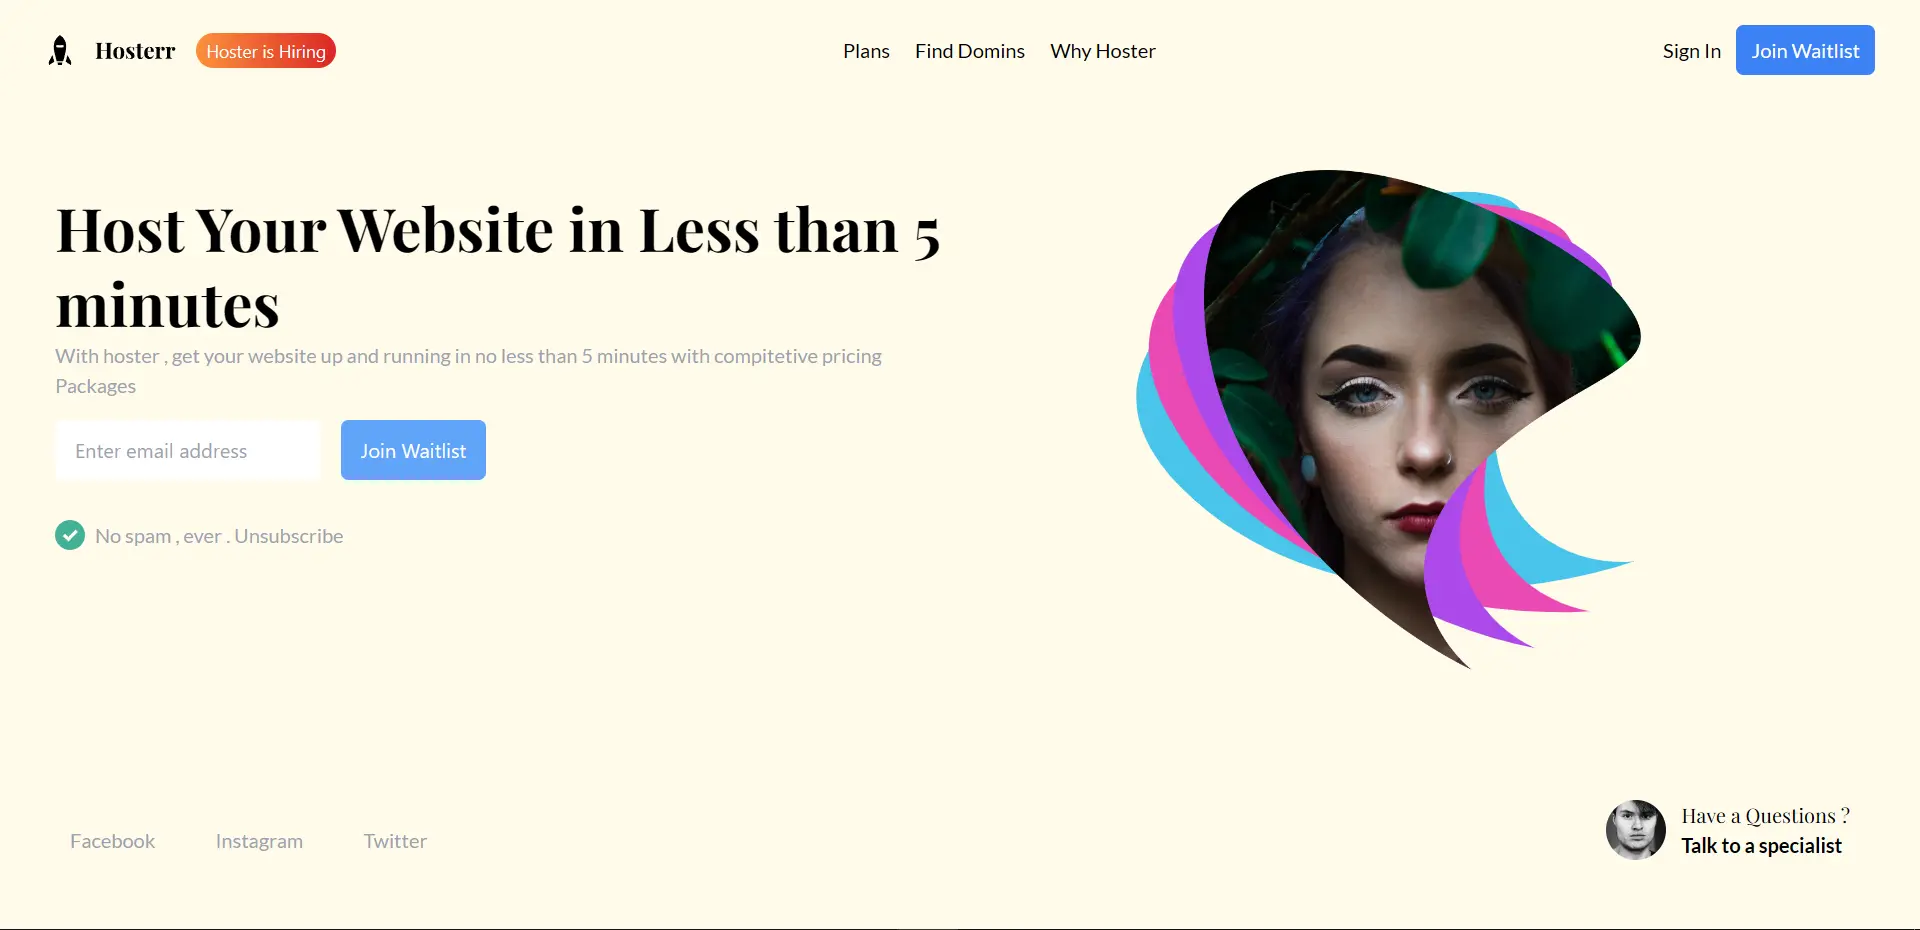 Hosterr
Hoster is Hiring
Plans
Find Domins
Why Hoster
Sign In
Join Waitlist
Host Your Website in Less than 5
minutes
With hoster , get your website up and running in no less than 5 minutes with compitetive pricing
Packages
Enter email address
Join Waitlist
No spam , ever . Unsubscribe
Facebook
Instagram
Twitter
Have a Questions ?
Talk to a specialist